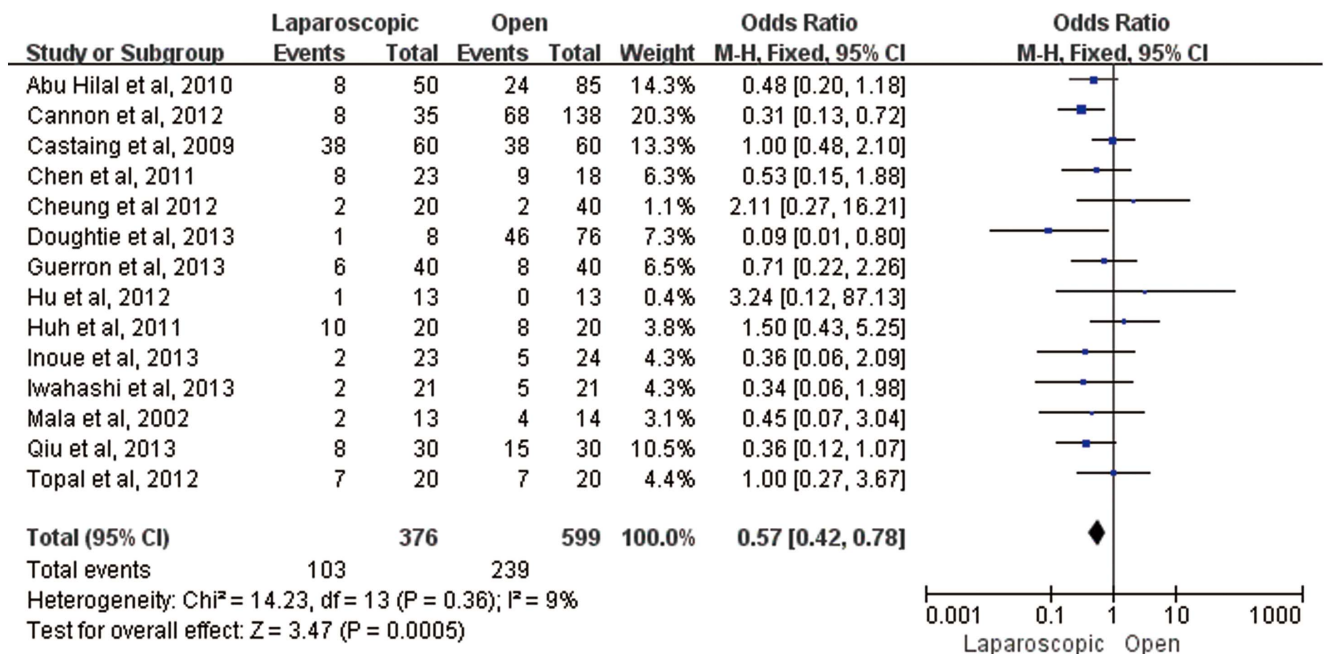 Laparoscopic Open Odds Ratio Odds Ratio
Study or Subgroup Events Total Events Total Weight M-H, Fixed, 95% CI M-H, Fixed, 95% CI
Abu Hilal et al, 2010 8 50 24 85 14.3% 0.48 [0.20, 1.18]
Cannon et al, 2012 8 35 68 138 20.3% 0.31 [0.13, 0.72]
Castaing et al, 2009 38 60 38 60 13.3% 1.00 [0.48, 2.10]
Chen et al, 2011 8 23 9 18 6.3% 0.53 [0.15, 1.88]
Cheung et al 2012 2 20 2 40 1.1% 2.11 [0.27, 16.21]
Doughtie et al, 2013 1 8 46 76 7.3% 0.09 [0.01, 0.80]
Guerron et al, 2013 6 40 8 40 6.5% 0.71 [0.22, 2.26]
Hu et al, 2012 1 13 0 13 0.4% 3.24 [0.12, 87.13]
Huh et al, 2011 10 20 8 20 3.8% 1.50 [0.43, 5.25]
Inoue et al, 2013 2 23 5 24 4.3% 0.36 [0.06, 2.09]
Iwahashi et al, 2013 2 21 5 21 4.3% 0.34 [0.06, 1.98]
Mala et al, 2002 2 13 4 14 3.1% 0.45 [0.07, 3.04]
Qiu et al, 2013 8 30 15 30 10.5% 0.36 [0.12, 1.07]
Topal et al, 2012 7 20 7 20 4.4% 1.00 [0.27, 3.67]
Total (95% CI) 376 599 100.0% 0.57 [0.42, 0.78]
Total events 103 239
Heterogeneity: Chi² = 14.23, df = 13 (P = 0.36); I² = 9%
Test for overall effect: Z = 3.47 (P = 0.0005)
0.001 0.1 1 10 1000
Laparoscopic Open